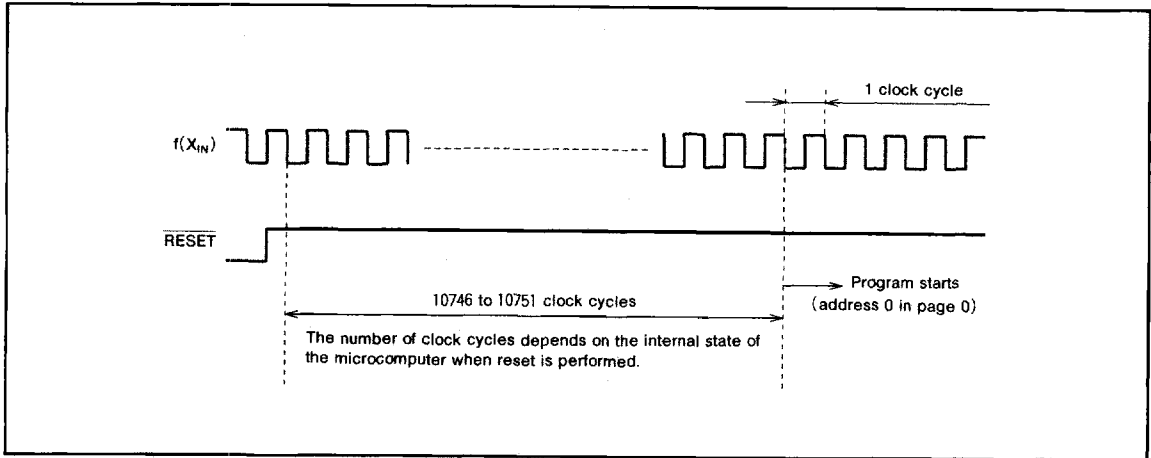 1 clock cycle
f(XIN)
RESET
Program starts
(address 0 in page 0)
10746 to 10751 clock cycles
The number of clock cycles depends on the internal state of
the microcomputer when reset is performed.